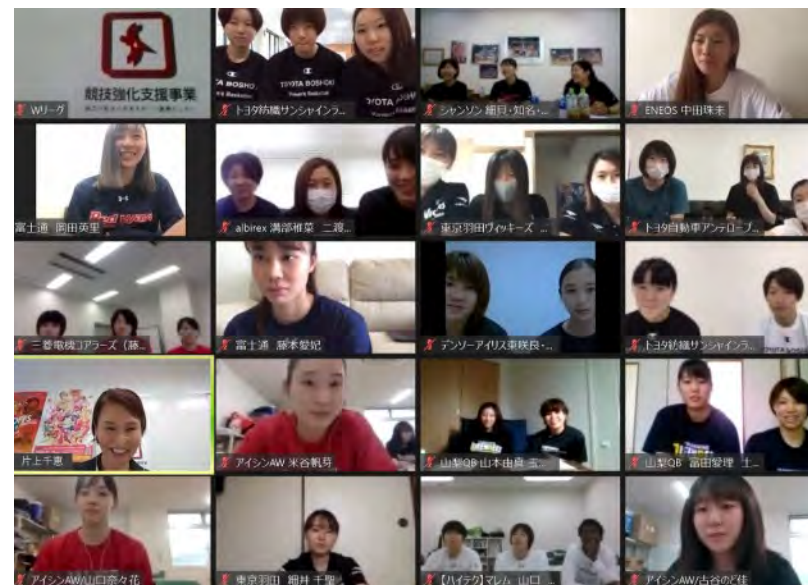 競技強化支援事業
Wリーグ
TOYOTA BOSHOKU
トヨタ紡織サンシャインラ...
シャンソン 細貝・知名・...
ENEOS 中田珠未
富士通 岡田英里
albirex 溝部稚菜 二渡...
東京羽田ヴィッキーズ ...
トヨタ自動車アンテロープ...
三菱電機コアラーズ（藤...
富士通 藤本愛妃
デンソーアイリス東咲良・...
トヨタ紡織サンシャインラ...
片上千恵
アイシンAW 米谷帆芽
山梨QB 山本由真
山梨QB 富田愛理 土...
アイシンAW/山口奈々花
東京羽田 細井千聖
【ハイテク】マレム 山口 ...
アイシンAW/古谷のど佳